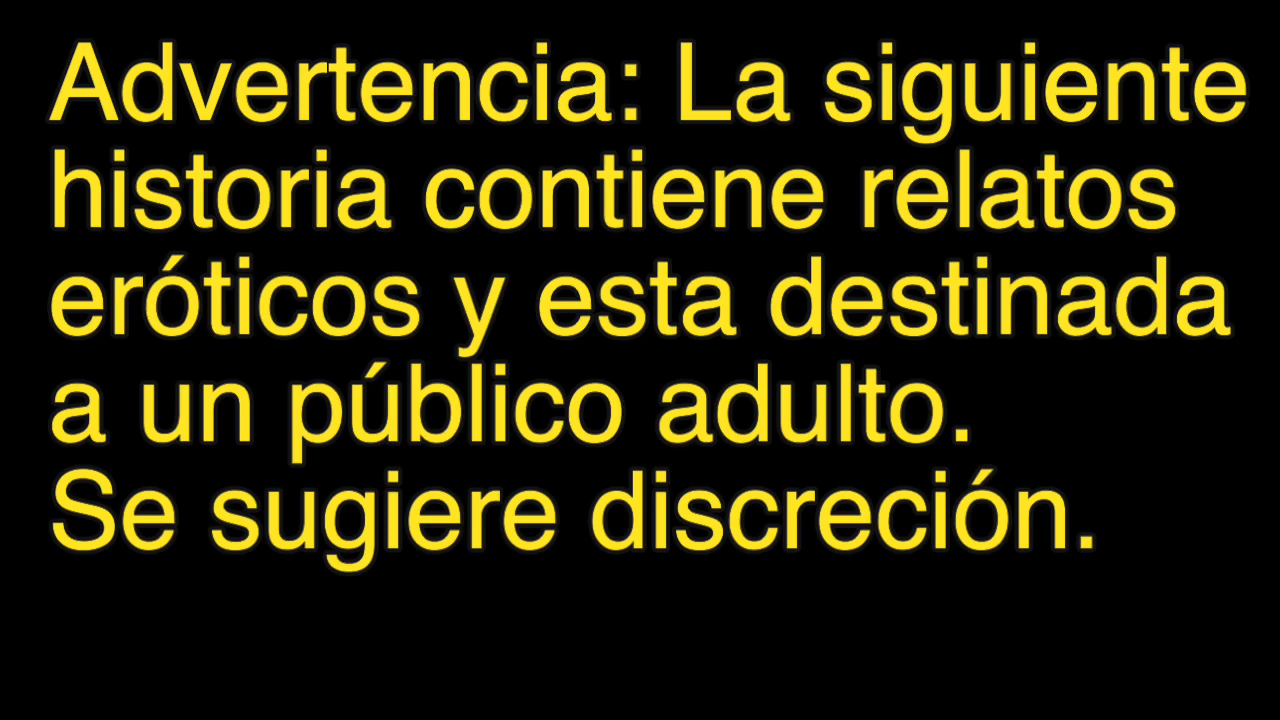 Advertencia: La siguiente
historia contiene relatos
eróticos y esta destinada
a un público adulto.
Se sugiere discreción.